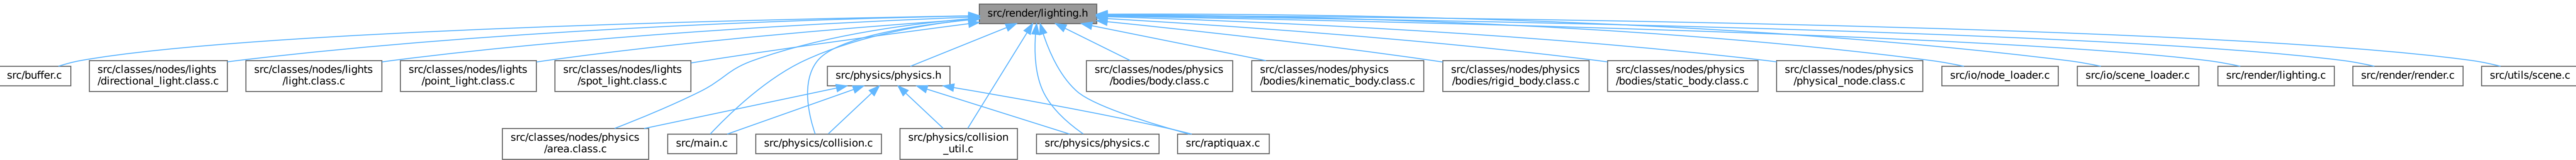 src/render/lighting.h
src/buffer.c
src/classes/nodes/lights
/directional_light.class.c
src/classes/nodes/lights
/light.class.c
src/classes/nodes/lights
/point_light.class.c
src/classes/nodes/lights
/spot_light.class.c
src/physics/physics.h
src/classes/nodes/physics
/bodies/body.class.c
src/classes/nodes/physics
/bodies/kinematic_body.class.c
src/classes/nodes/physics
/bodies/rigid_body.class.c
src/classes/nodes/physics
/bodies/static_body.class.c
src/classes/nodes/physics
/physical_node.class.c
src/io/node_loader.c
src/io/scene_loader.c
src/render/lighting.c
src/render/render.c
src/utils/scene.c
src/classes/nodes/physics
/area.class.c
src/main.c
src/physics/collision.c
src/physics/collision
_util.c
src/physics/physics.c
src/raptiquax.c